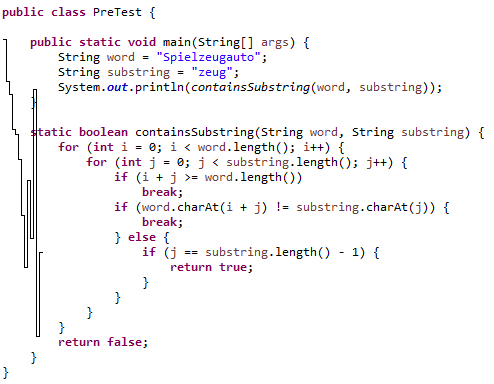 public class PreTest {
public static void main(String[] args) {
String word = "Spielzeugauto";
String substring = "zeug";
System.out.println(containsSubstring(word, substring));
}
static boolean containsSubstring(String word, String substring) {
for (int i = 0; i < word.length(); i++) {
for (int j = 0; j < substring.length(); j++) {
if (i + j >= word.length())
break;
if (word.charAt(i + j) != substring.charAt(j)) {
break;
} else {
if (j == substring.length() - 1) {
return true;
}
}
}
}
return false;
}
}